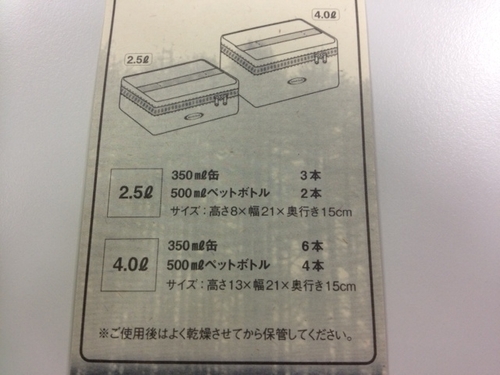 4.0ℓ
2.5ℓ
2.5ℓ
350mℓ缶 3本
500mℓペットボトル 2本
サイズ:高さ8×幅21×奥行き15cm
4.0ℓ
350mℓ缶 6本
500mℓペットボトル 4本
サイズ:高さ13×幅21×奥行き15cm
※ご使用後はよく乾燥させてから保管してください。